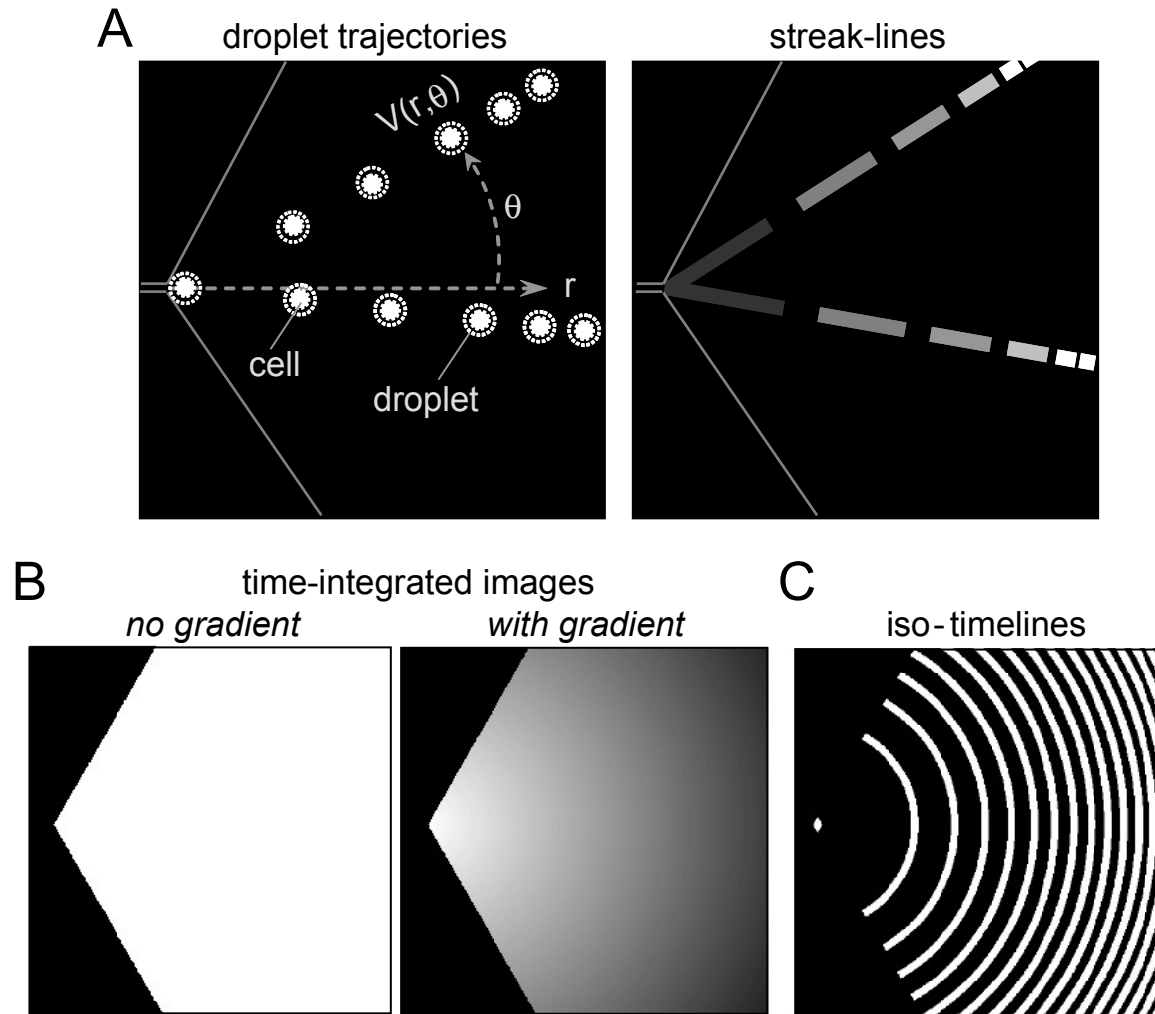 A
droplet trajectories
streak-lines
V(r,θ)
θ
r
cell
droplet
B
time-integrated images
no gradient
with gradient
C
iso-timelines